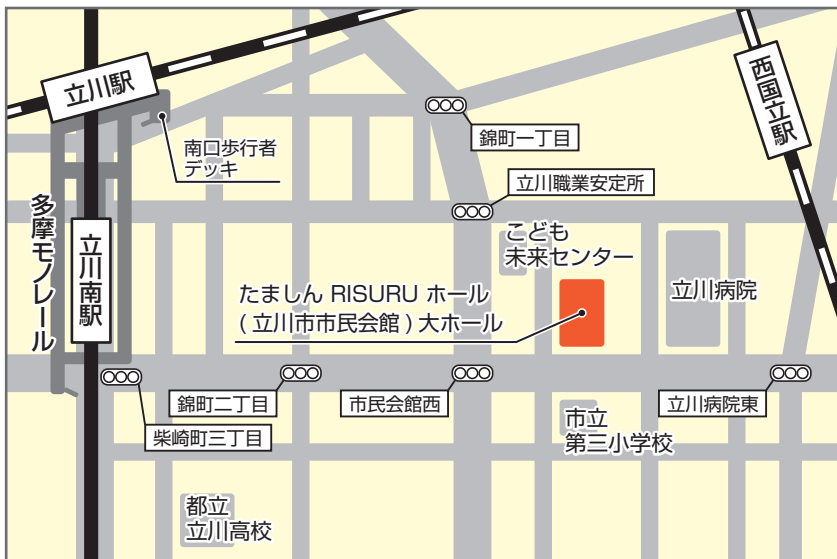 立川駅
西国立駅
錦町一丁目
南口歩行者
デッキ
立川職業安定所
多摩モノレール
立川南駅
こども
未来センター
たましん RISURU ホール
(立川市市民会館) 大ホール
立川病院
錦町二丁目
市民会館西
立川病院東
柴崎町三丁目
市立
第三小学校
都立
立川高校